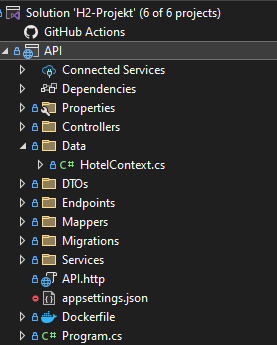 Solution 'H2-Projekt' (6 of 6 projects)
GitHub Actions
API
Connected Services
Dependencies
Properties
Controllers
Data
C# HotelContext.cs
DTOs
Endpoints
Mappers
Migrations
Services
API.http
appsettings.json
Dockerfile
C# Program.cs